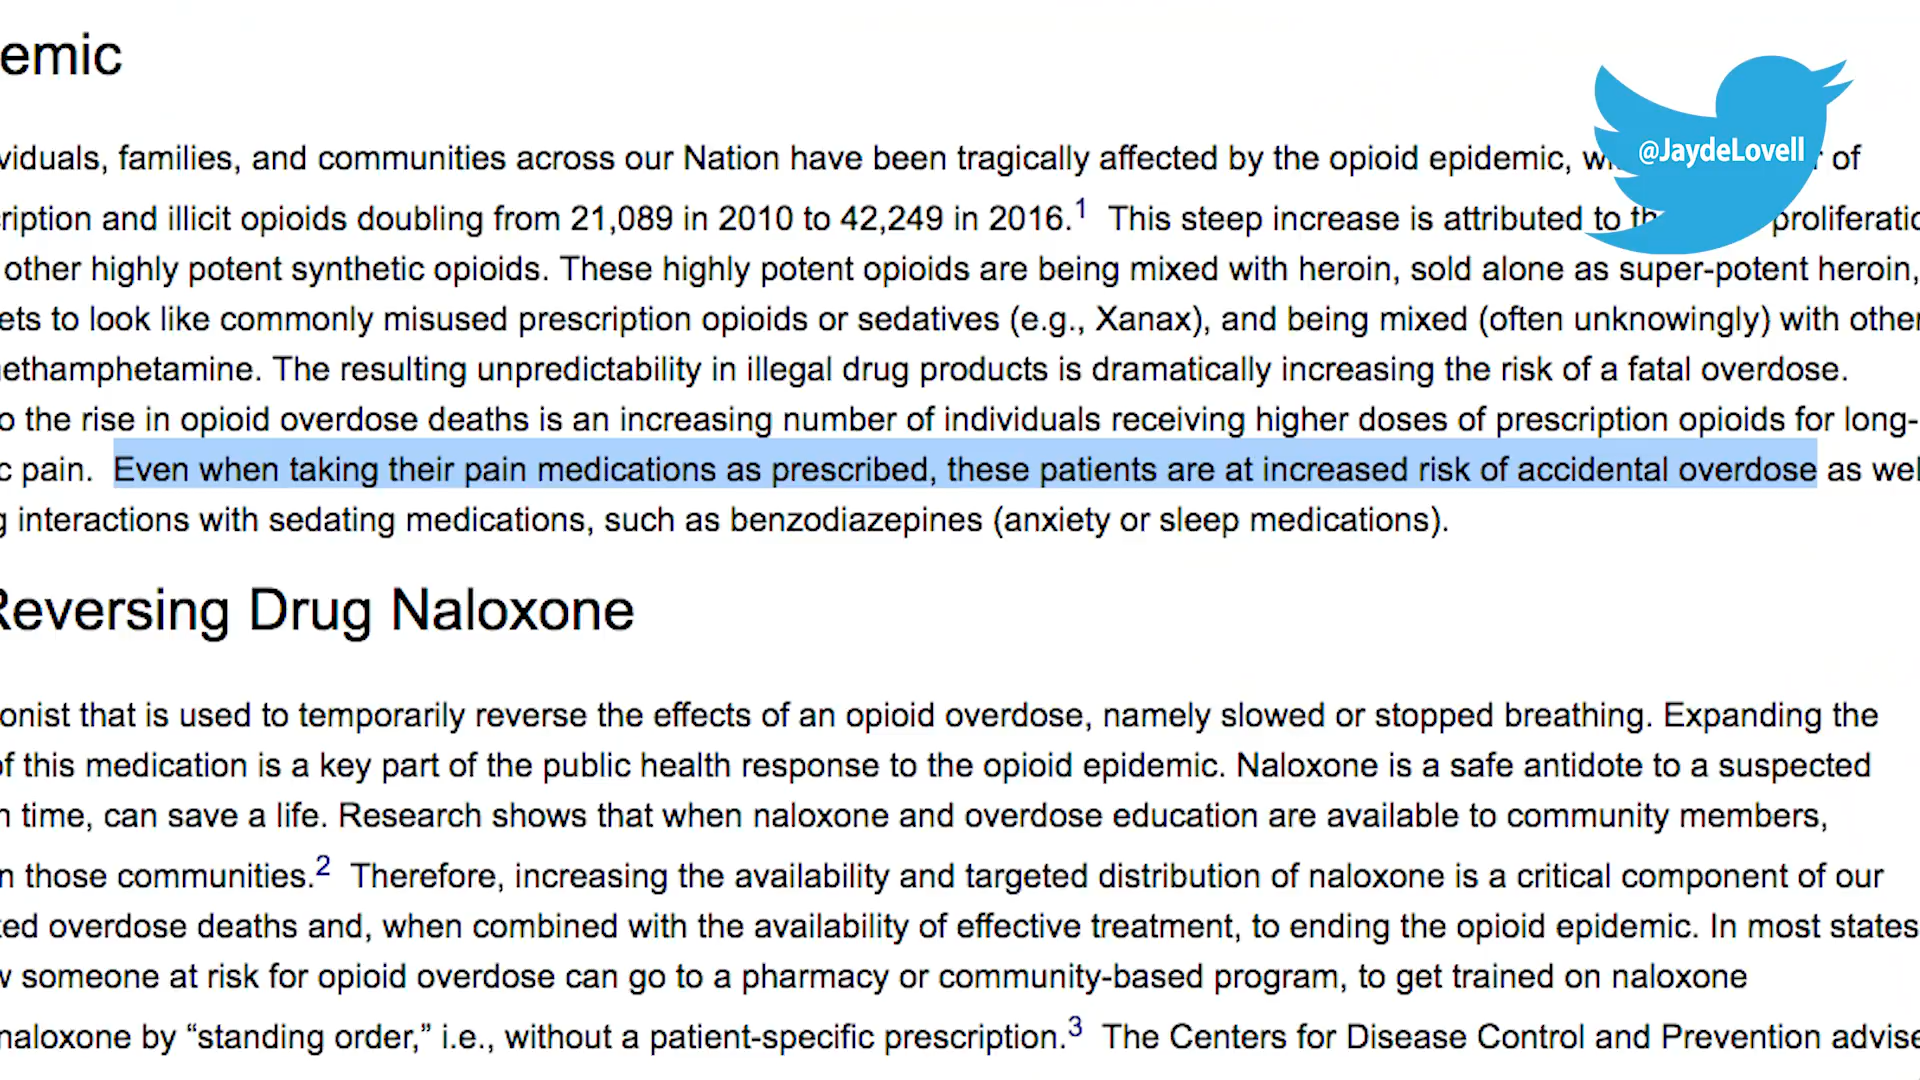 emic
@JaydeLovell
viduals, families, and communities across our Nation have been tragically affected by the opioid epidemic, of
ription and illicit opioids doubling from 21,089 in 2010 to 42,249 in 2016.1 This steep increase is attributed to proliferatio
other highly potent synthetic opioids. These highly potent opioids are being mixed with heroin, sold alone as super-potent heroin,
ets to look like commonly misused prescription opioids or sedatives (e.g., Xanax), and being mixed (often unknowingly) with other
ethamphetamine. The resulting unpredictability in illegal drug products is dramatically increasing the risk of a fatal overdose.
o the rise in opioid overdose deaths is an increasing number of individuals receiving higher doses of prescription opioids for long-
c pain. Even when taking their pain medications as prescribed, these patients are at increased risk of accidental overdose as wel
g interactions with sedating medications, such as benzodiazepines (anxiety or sleep medications).
Reversing Drug Naloxone
onist that is used to temporarily reverse the effects of an opioid overdose, namely slowed or stopped breathing. Expanding the
of this medication is a key part of the public health response to the opioid epidemic. Naloxone is a safe antidote to a suspected
n time, can save a life. Research shows that when naloxone and overdose education are available to community members,
n those communities.2 Therefore, increasing the availability and targeted distribution of naloxone is a critical component of our
ted overdose deaths and, when combined with the availability of effective treatment, to ending the opioid epidemic. In most states
w someone at risk for opioid overdose can go to a pharmacy or community-based program, to get trained on naloxone
naloxone by “standing order,” i.e., without a patient-specific prescription.3 The Centers for Disease Control and Prevention advise